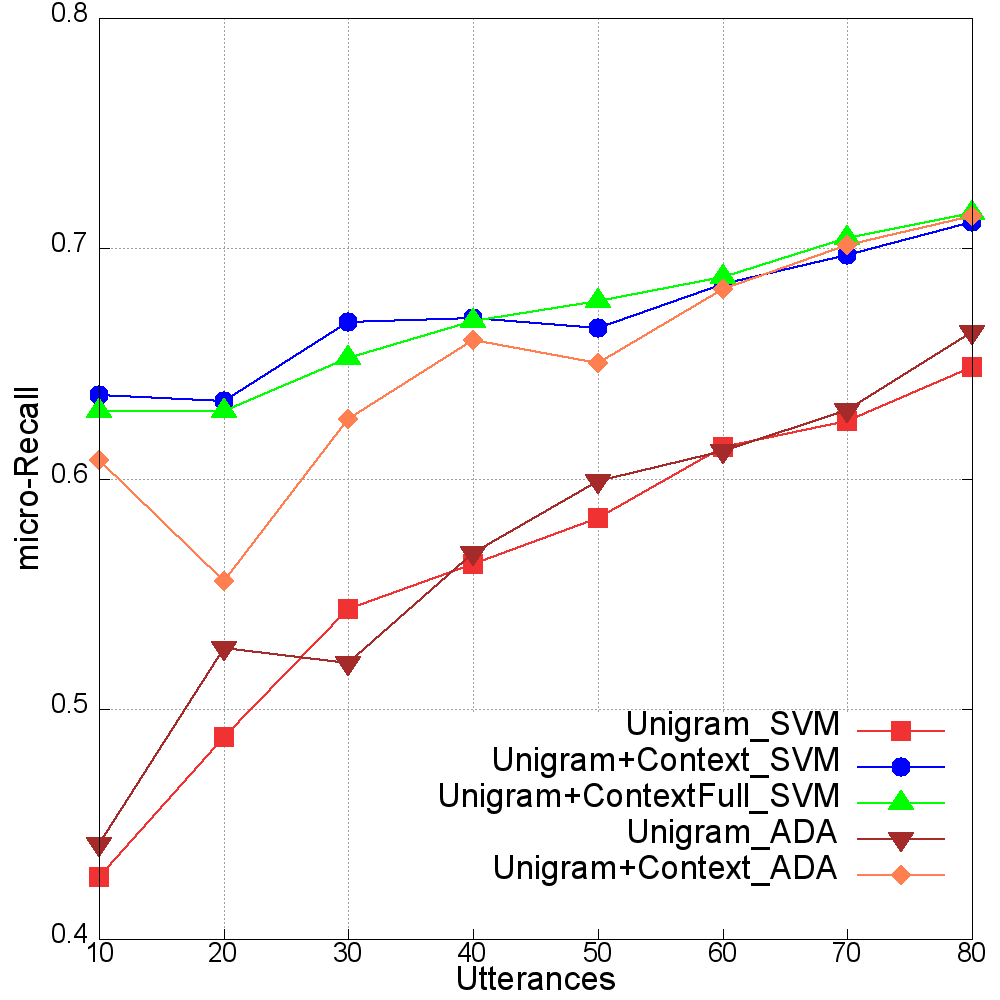 0.8
0.7
0.6
0.5
0.4
micro-Recall
Unigram_SVM
Unigram+Context_SVM
Unigram+ContextFull_SVM
Unigram_ADA
Unigram+Context_ADA
10 20 30 40 50 60 70 80
Utterances